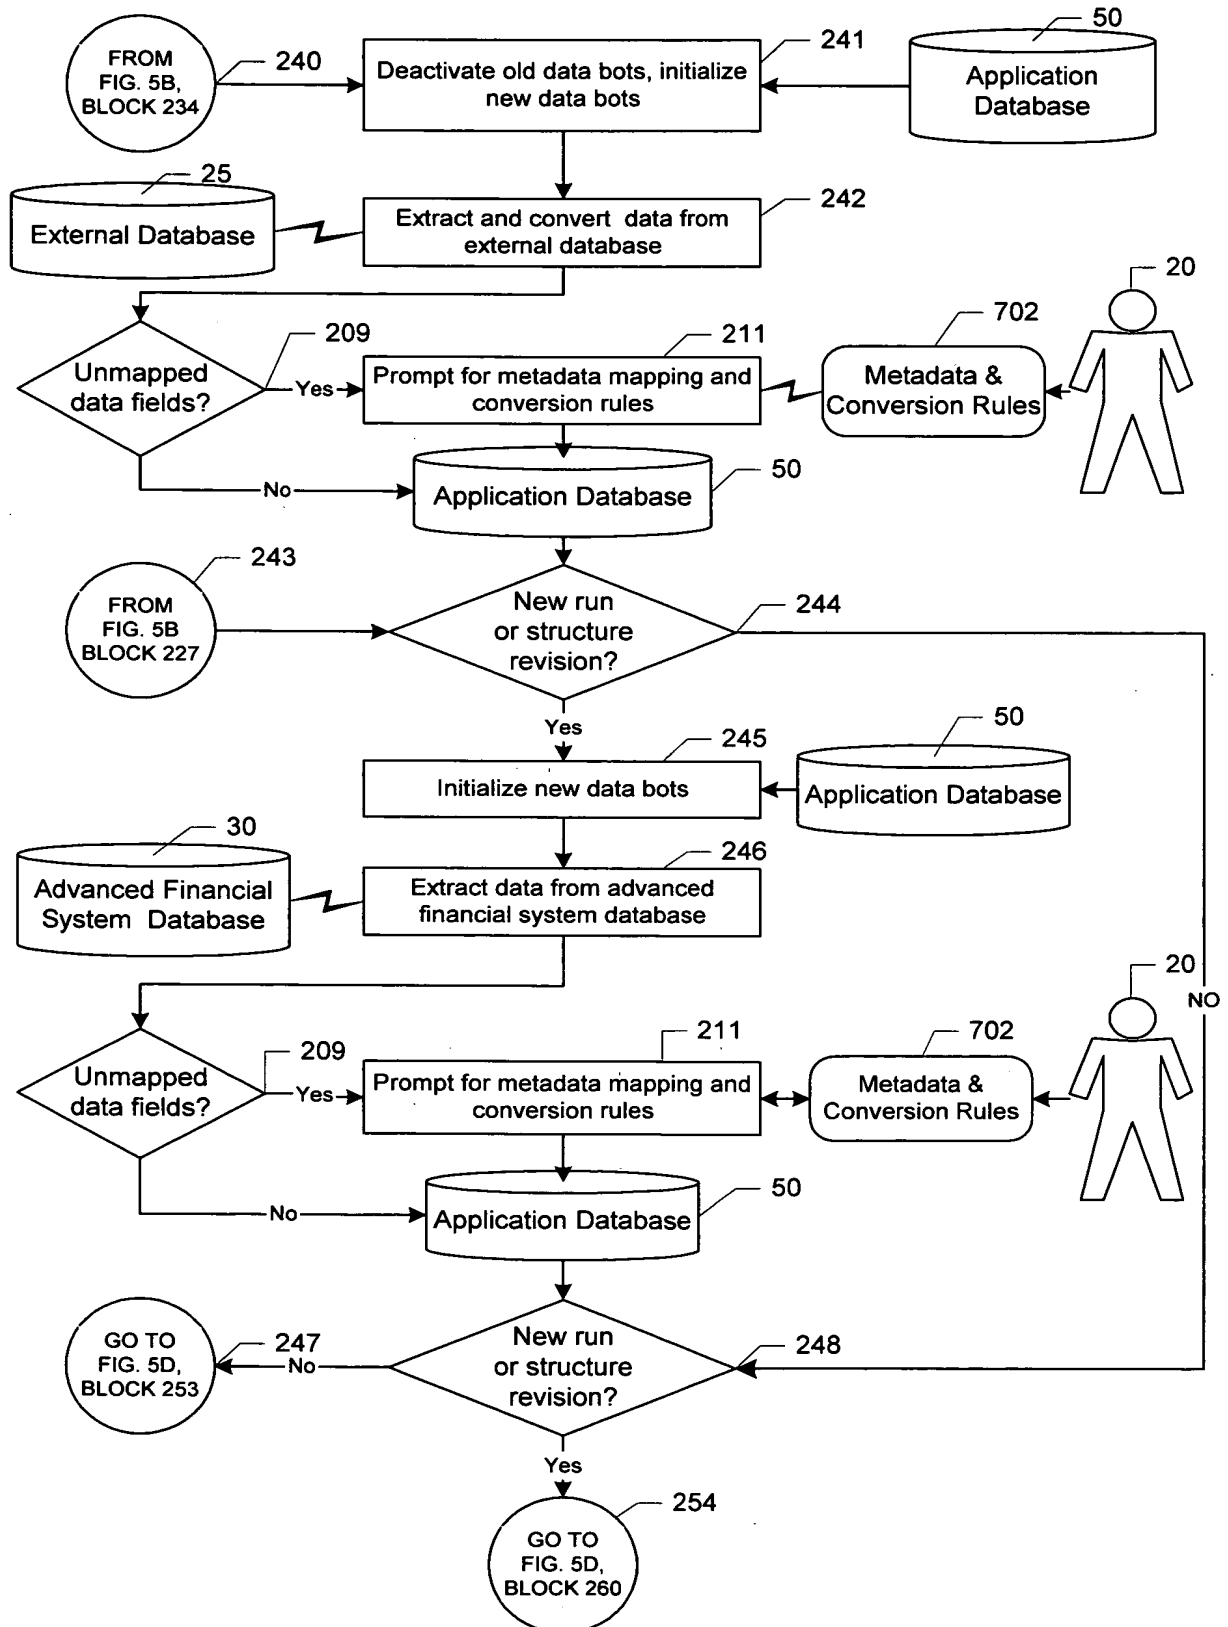 FROM
FIG. 5B,
BLOCK 234
240
Deactivate old data bots, initialize
new data bots
241
50
Application
Database
25
External Database
Extract and convert data from
external database
242
20
Unmapped
data fields?
209
Yes
Prompt for metadata mapping and
conversion rules
211
702
Metadata &
Conversion Rules
No
Application Database
50
243
FROM
FIG. 5B
BLOCK 227
New run
or structure
revision?
244
Yes
245
Initialize new data bots
50
Application Database
30
Advanced Financial
System Database
246
Extract data from advanced
financial system database
20
NO
Unmapped
data fields?
209
Yes
211
Prompt for metadata mapping and
conversion rules
702
Metadata &
Conversion Rules
No
Application Database
50
GO TO
FIG. 5D,
BLOCK 253
247
No
New run
or structure
revision?
248
Yes
254
GO TO
FIG. 5D,
BLOCK 260